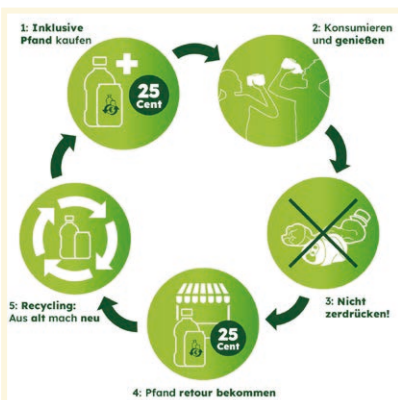 1: Inklusive
Pfand kaufen
25
Cent
2: Konsumieren
und genießen
3: Nicht
zerdrücken!
25
Cent
4: Pfand retour bekommen
5: Recycling:
Aus alt mach neu